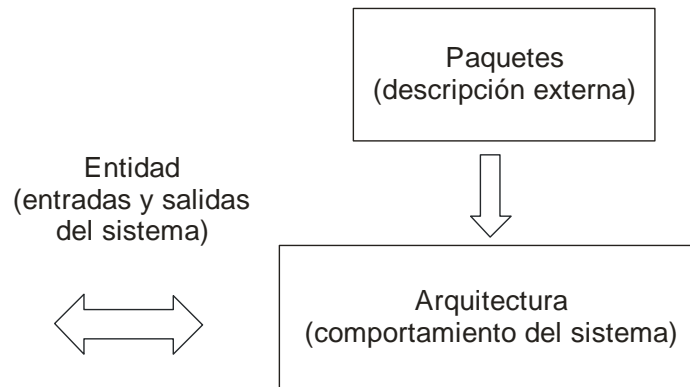 Paquetes
(descripción externa)
Entidad
(entradas y salidas
del sistema)
Arquitectura
(comportamiento del sistema)